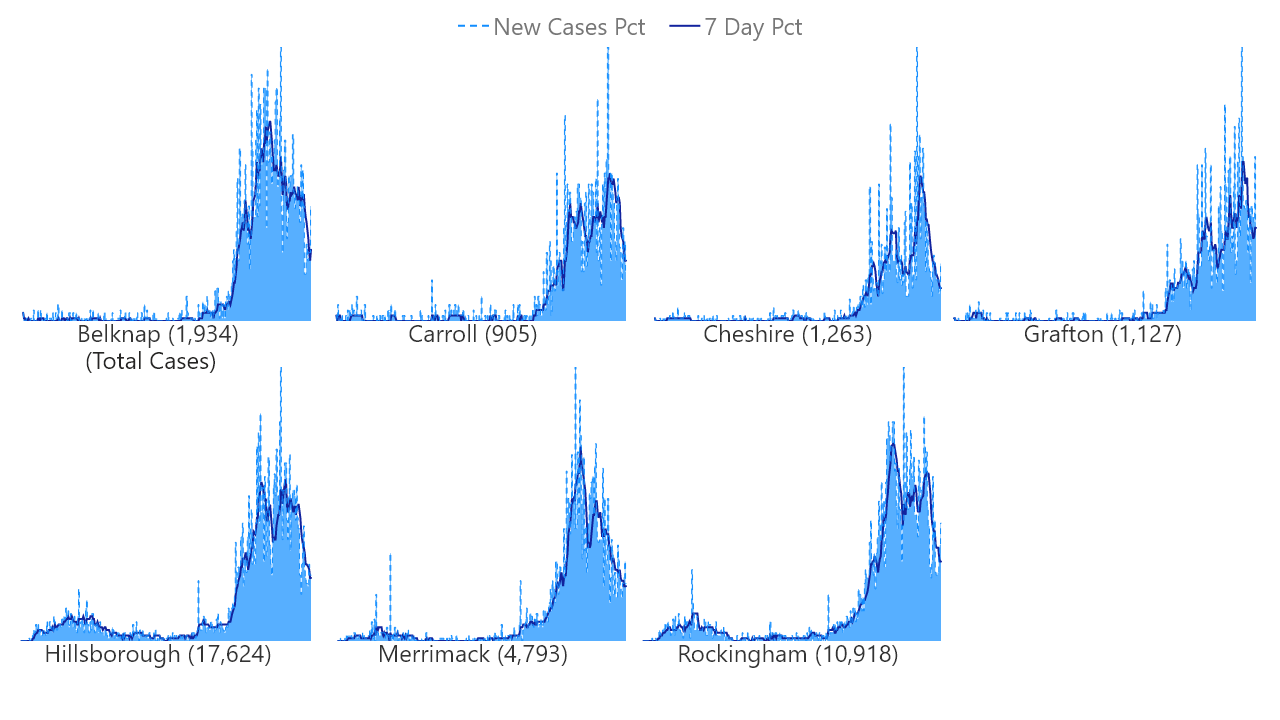 New Cases Pct 7 Day Pct
Belknap (1,934) Carroll (905) Cheshire (1,263) Grafton (1,127)
(Total Cases)
Hillsborough (17,624) Merrimack (4,793) Rockingham (10,918)